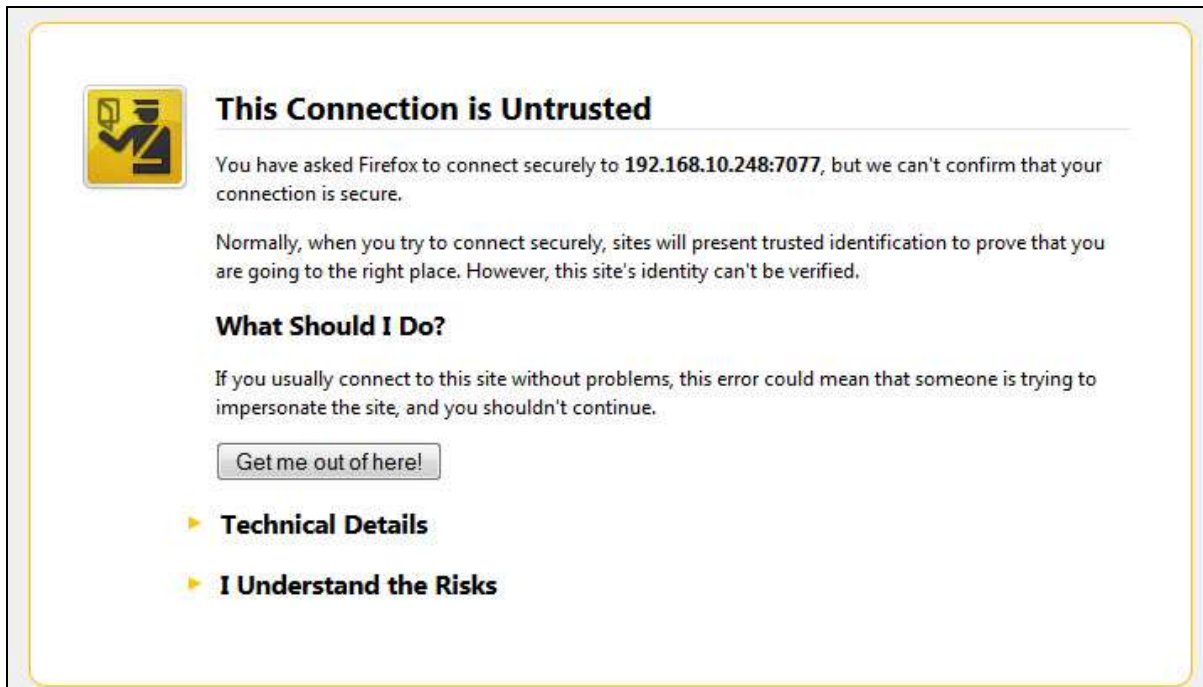 This Connection is Untrusted
You have asked Firefox to connect securely to 192.168.10.248:7077, but we can't confirm that your
connection is secure.
Normally, when you try to connect securely, sites will present trusted identification to prove that you
are going to the right place. However, this site's identity can't be verified.
What Should I Do?
If you usually connect to this site without problems, this error could mean that someone is trying to
impersonate the site, and you shouldn't continue.
Get me out of here!
Technical Details
I Understand the Risks